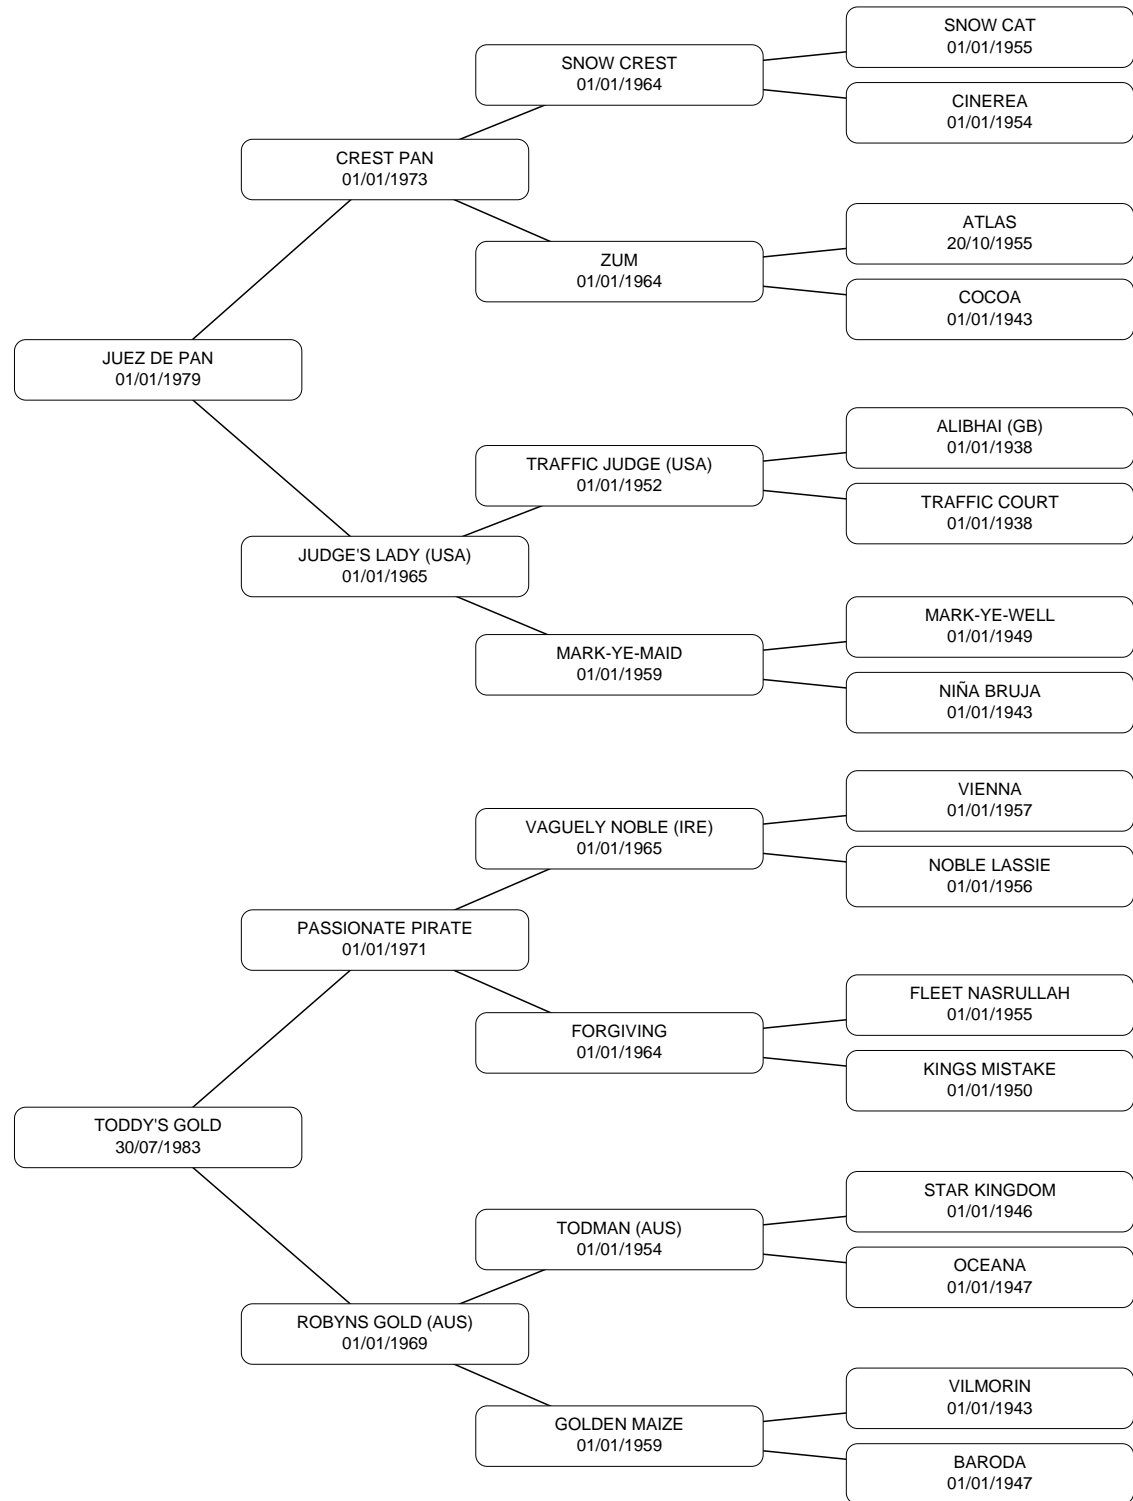 SNOW CAT
01/01/1955
SNOW CREST
01/01/1964
CINEREA
01/01/1954
CREST PAN
01/01/1973
ATLAS
20/10/1955
ZUM
01/01/1964
COCOA
01/01/1943
JUEZ DE PAN
01/01/1979
ALIBHAI (GB)
01/01/1938
TRAFFIC JUDGE (USA)
01/01/1952
TRAFFIC COURT
01/01/1938
JUDGE'S LADY (USA)
01/01/1965
MARK-YE-WELL
01/01/1949
MARK-YE-MAID
01/01/1959
NIÑA BRUJA
01/01/1943
VIENNA
01/01/1957
VAGUELY NOBLE (IRE)
01/01/1965
NOBLE LASSIE
01/01/1956
PASSIONATE PIRATE
01/01/1971
FLEET NASRULLAH
01/01/1955
FORGIVING
01/01/1964
KINGS MISTAKE
01/01/1950
TODDY'S GOLD
30/07/1983
STAR KINGDOM
01/01/1946
TODMAN (AUS)
01/01/1954
OCEANA
01/01/1947
ROBYNS GOLD (AUS)
01/01/1969
VILMORIN
01/01/1943
GOLDEN MAIZE
01/01/1959
BARODA
01/01/1947